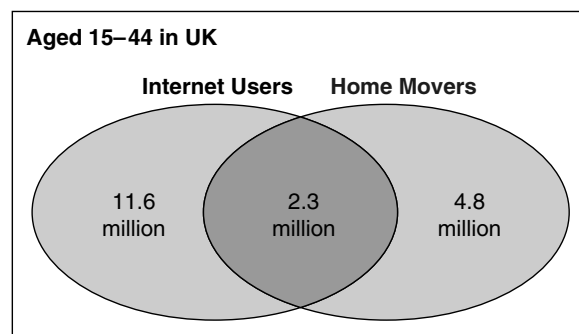 Aged 15–44 in UK
Internet Users
Home Movers
11.6
million
2.3
million
4.8
million